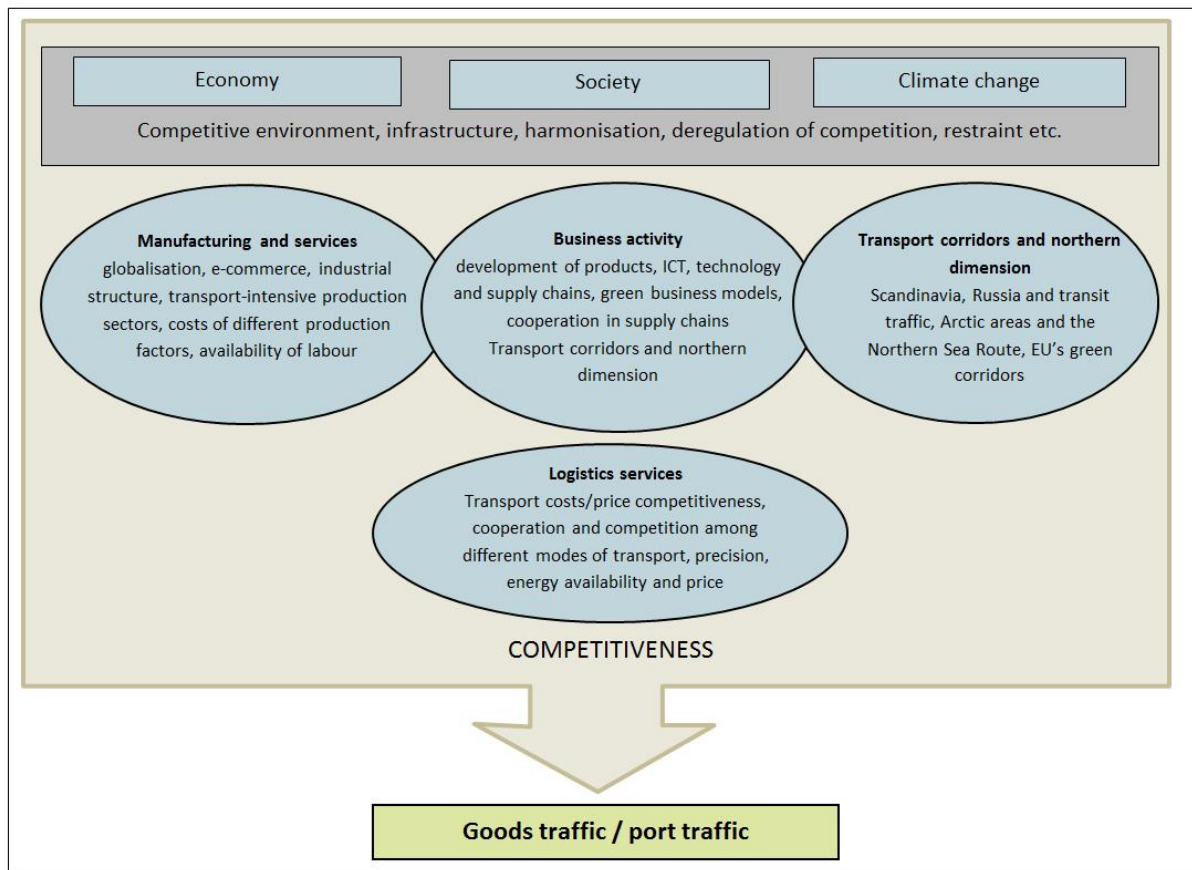 Economy
Society
Climate change
Competitive environment, infrastructure, harmonisation, deregulation of competition, restraint etc.
Manufacturing and services
globalisation, e-commerce, industrial
structure, transport-intensive production
sectors, costs of different production
factors, availability of labour
Business activity
development of products, ICT, technology
and supply chains, green business models,
cooperation in supply chains
Transport corridors and northern
dimension
Transport corridors and northern
dimension
Scandinavia, Russia and transit
traffic, Arctic areas and the
Northern Sea Route, EU's green
corridors
Logistics services
Transport costs/price competitiveness,
cooperation and competition among
different modes of transport, precision,
energy availability and price
COMPETITIVENESS
Goods traffic / port traffic